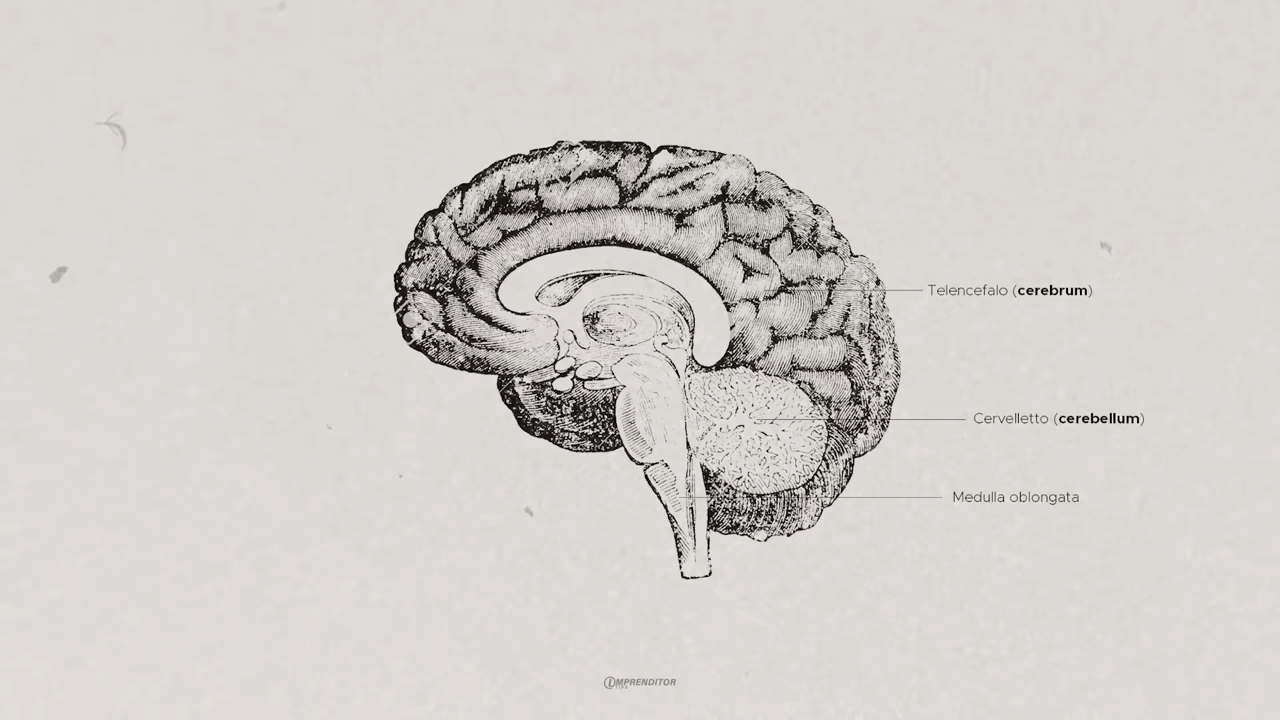 Telencefalo (cerebrum)
Cervelletto (cerebellum)
Medulla oblongata
IMPRENDITOR